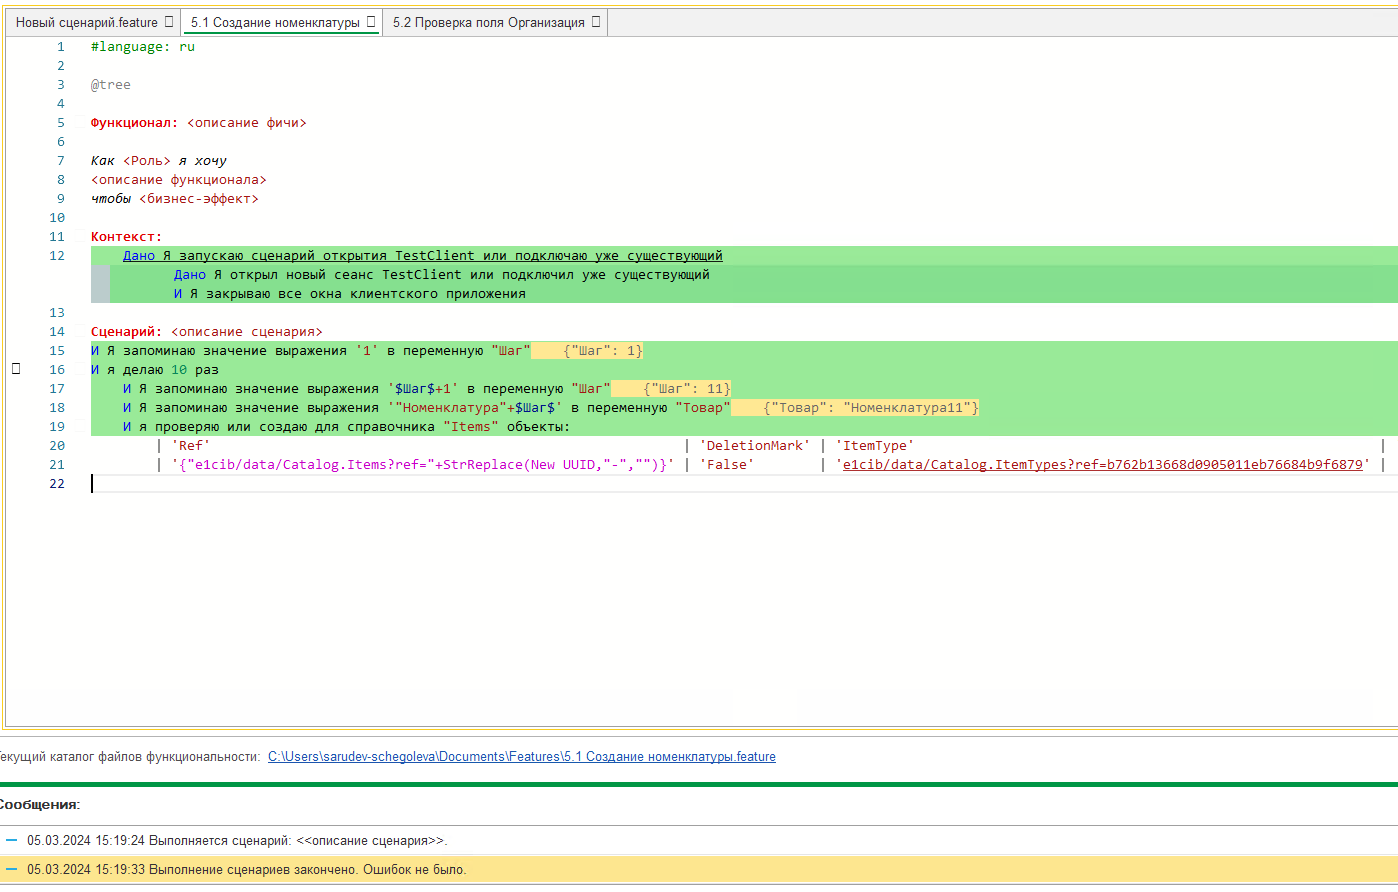 Новый сценарий.feature 5.1 Создание номенклатуры 5.2 Проверка поля Организация
1 #language: ru
2
3 @tree
4
5 Функционал: <описание фичи>
6
7 Как <Роль> я хочу
8 <описание функционала>
9 чтобы <бизнес-эффект>
10
11 Контекст:
12 Дано Я запускаю сценарий открытия TestClient или подключаю уже существующий
Дано Я открыл новый сеанс TestClient или подключил уже существующий
И Я закрываю все окна клиентского приложения
13
14 Сценарий: <описание сценария>
15 И Я запоминаю значение выражения '1' в переменную "Шаг" {"Шаг": 1}
16 И я делаю 10 раз
17 И Я запоминаю значение выражения '$Шаг$+1' в переменную "Шаг" {"Шаг": 11}
18 И Я запоминаю значение выражения '"Номенклатура"+$Шаг$' в переменную "Товар" {"Товар": "Номенклатура11"}
19 И я проверяю или создаю для справочника "Items" объекты:
20 | 'Ref' | 'DeletionMark' | 'ItemType' |
21 | '{"e1cib/data/Catalog.Items?ref="+StrReplace(New UUID,"-","")}' | 'False' | 'e1cib/data/Catalog.ItemTypes?ref=b762b13668d0905011eb76684b9f6879' |
22
екущий каталог файлов функциональности: C:\Users\sarudev-schegoleva\Documents\Features\5.1 Создание номенклатуры.feature
Сообщения:
05.03.2024 15:19:24 Выполняется сценарий: <<описание сценария>>.
05.03.2024 15:19:33 Выполнение сценариев закончено. Ошибок не было.